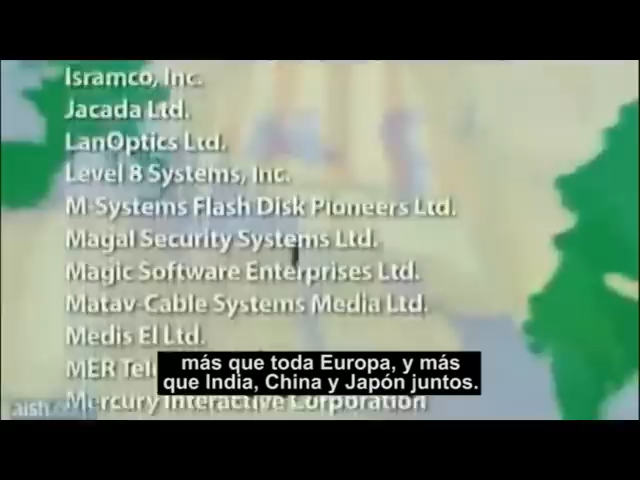 Isramco, Inc.
Jacada Ltd.
LanOptics Ltd.
Level 8 Systems, Inc.
M-Systems Flash Disk Pioneers Ltd.
Magal Security Systems Ltd.
Magic Software Enterprises Ltd.
Matav-Cable Systems Media Ltd.
Medis El Ltd.
MER
más que toda Europa, y más
que India, China y Japón juntos.
Mercury Interactive Corporation
aish